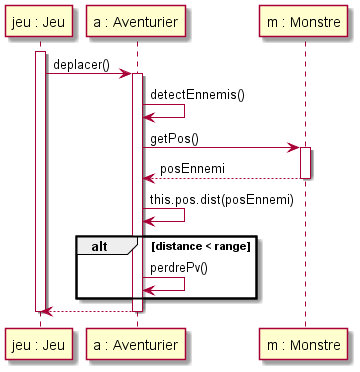 jeu : Jeu
a : Aventurier
m : Monstre
deplacer()
detectEnnemis()
getPos()
posEnnemi
this.pos.dist(posEnnemi)
alt
[distance < range]
perdrePv()
jeu : Jeu
a : Aventurier
m : Monstre